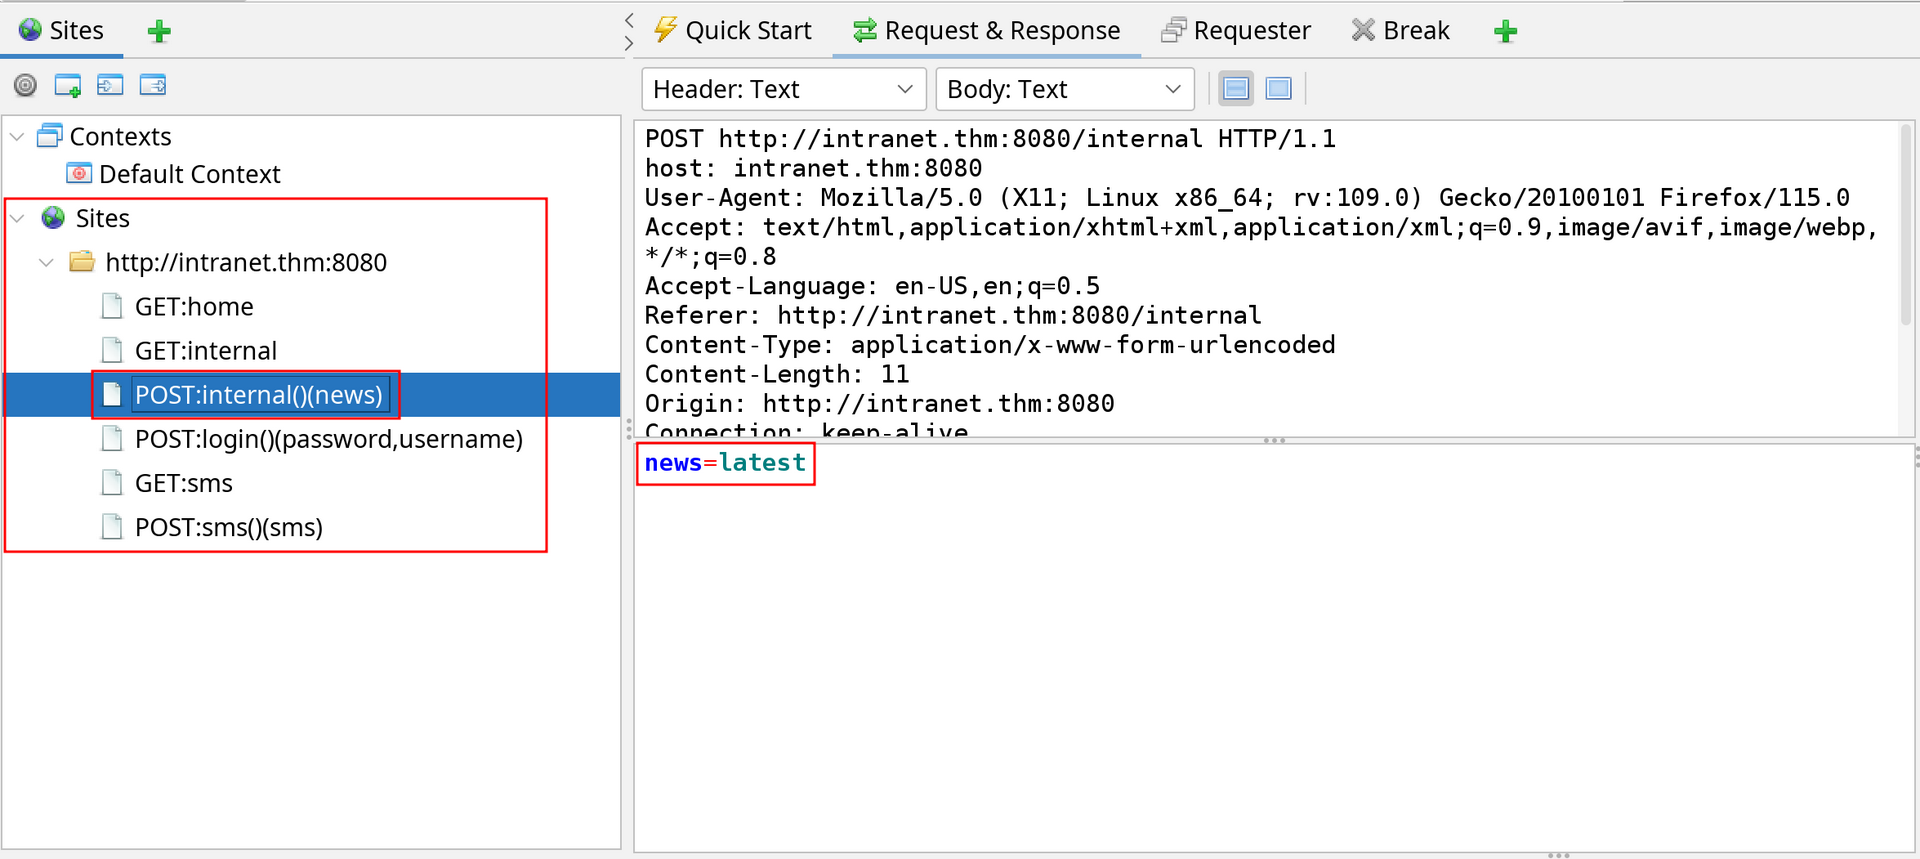 Sites
Quick Start
Request & Response
Requester
Break
Header: Text
Body: Text
Contexts
Default Context
Sites
http://intranet.thm:8080
GET:home
GET:internal
POST:internal()(news)
POST:login()(password,username)
GET:sms
POST:sms()(sms)
POST http://intranet.thm:8080/internal HTTP/1.1
host: intranet.thm:8080
User-Agent: Mozilla/5.0 (X11; Linux x86_64; rv:109.0) Gecko/20100101 Firefox/115.0
Accept: text/html,application/xhtml+xml,application/xml;q=0.9,image/avif,image/webp,
*/*;q=0.8
Accept-Language: en-US,en;q=0.5
Referer: http://intranet.thm:8080/internal
Content-Type: application/x-www-form-urlencoded
Content-Length: 11
Origin: http://intranet.thm:8080
Connection: keep-alive
news=latest